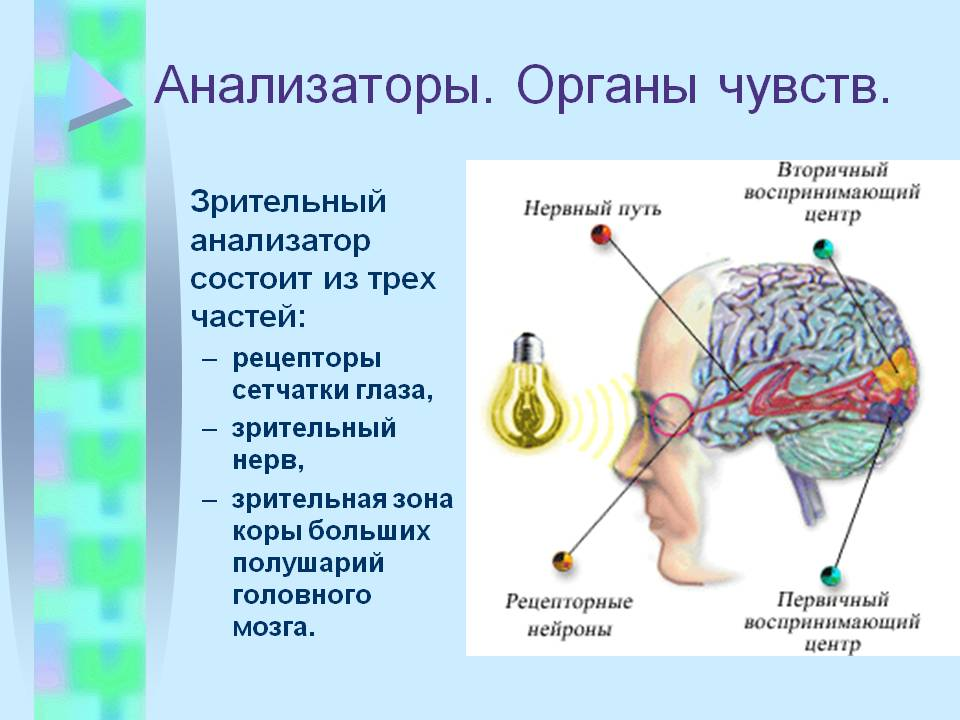 Анализаторы. Органы чувств.
Зрительный
анализатор
состоит из трех
частей:
– рецепторы
сетчатки глаза,
– зрительный
нерв,
– зрительная зона
коры больших
полушарий
головного
мозга.
Нервный путь
Вторичный
воспринимающий
центр
Рецепторные
нейроны
Первичный
воспринимающий
центр